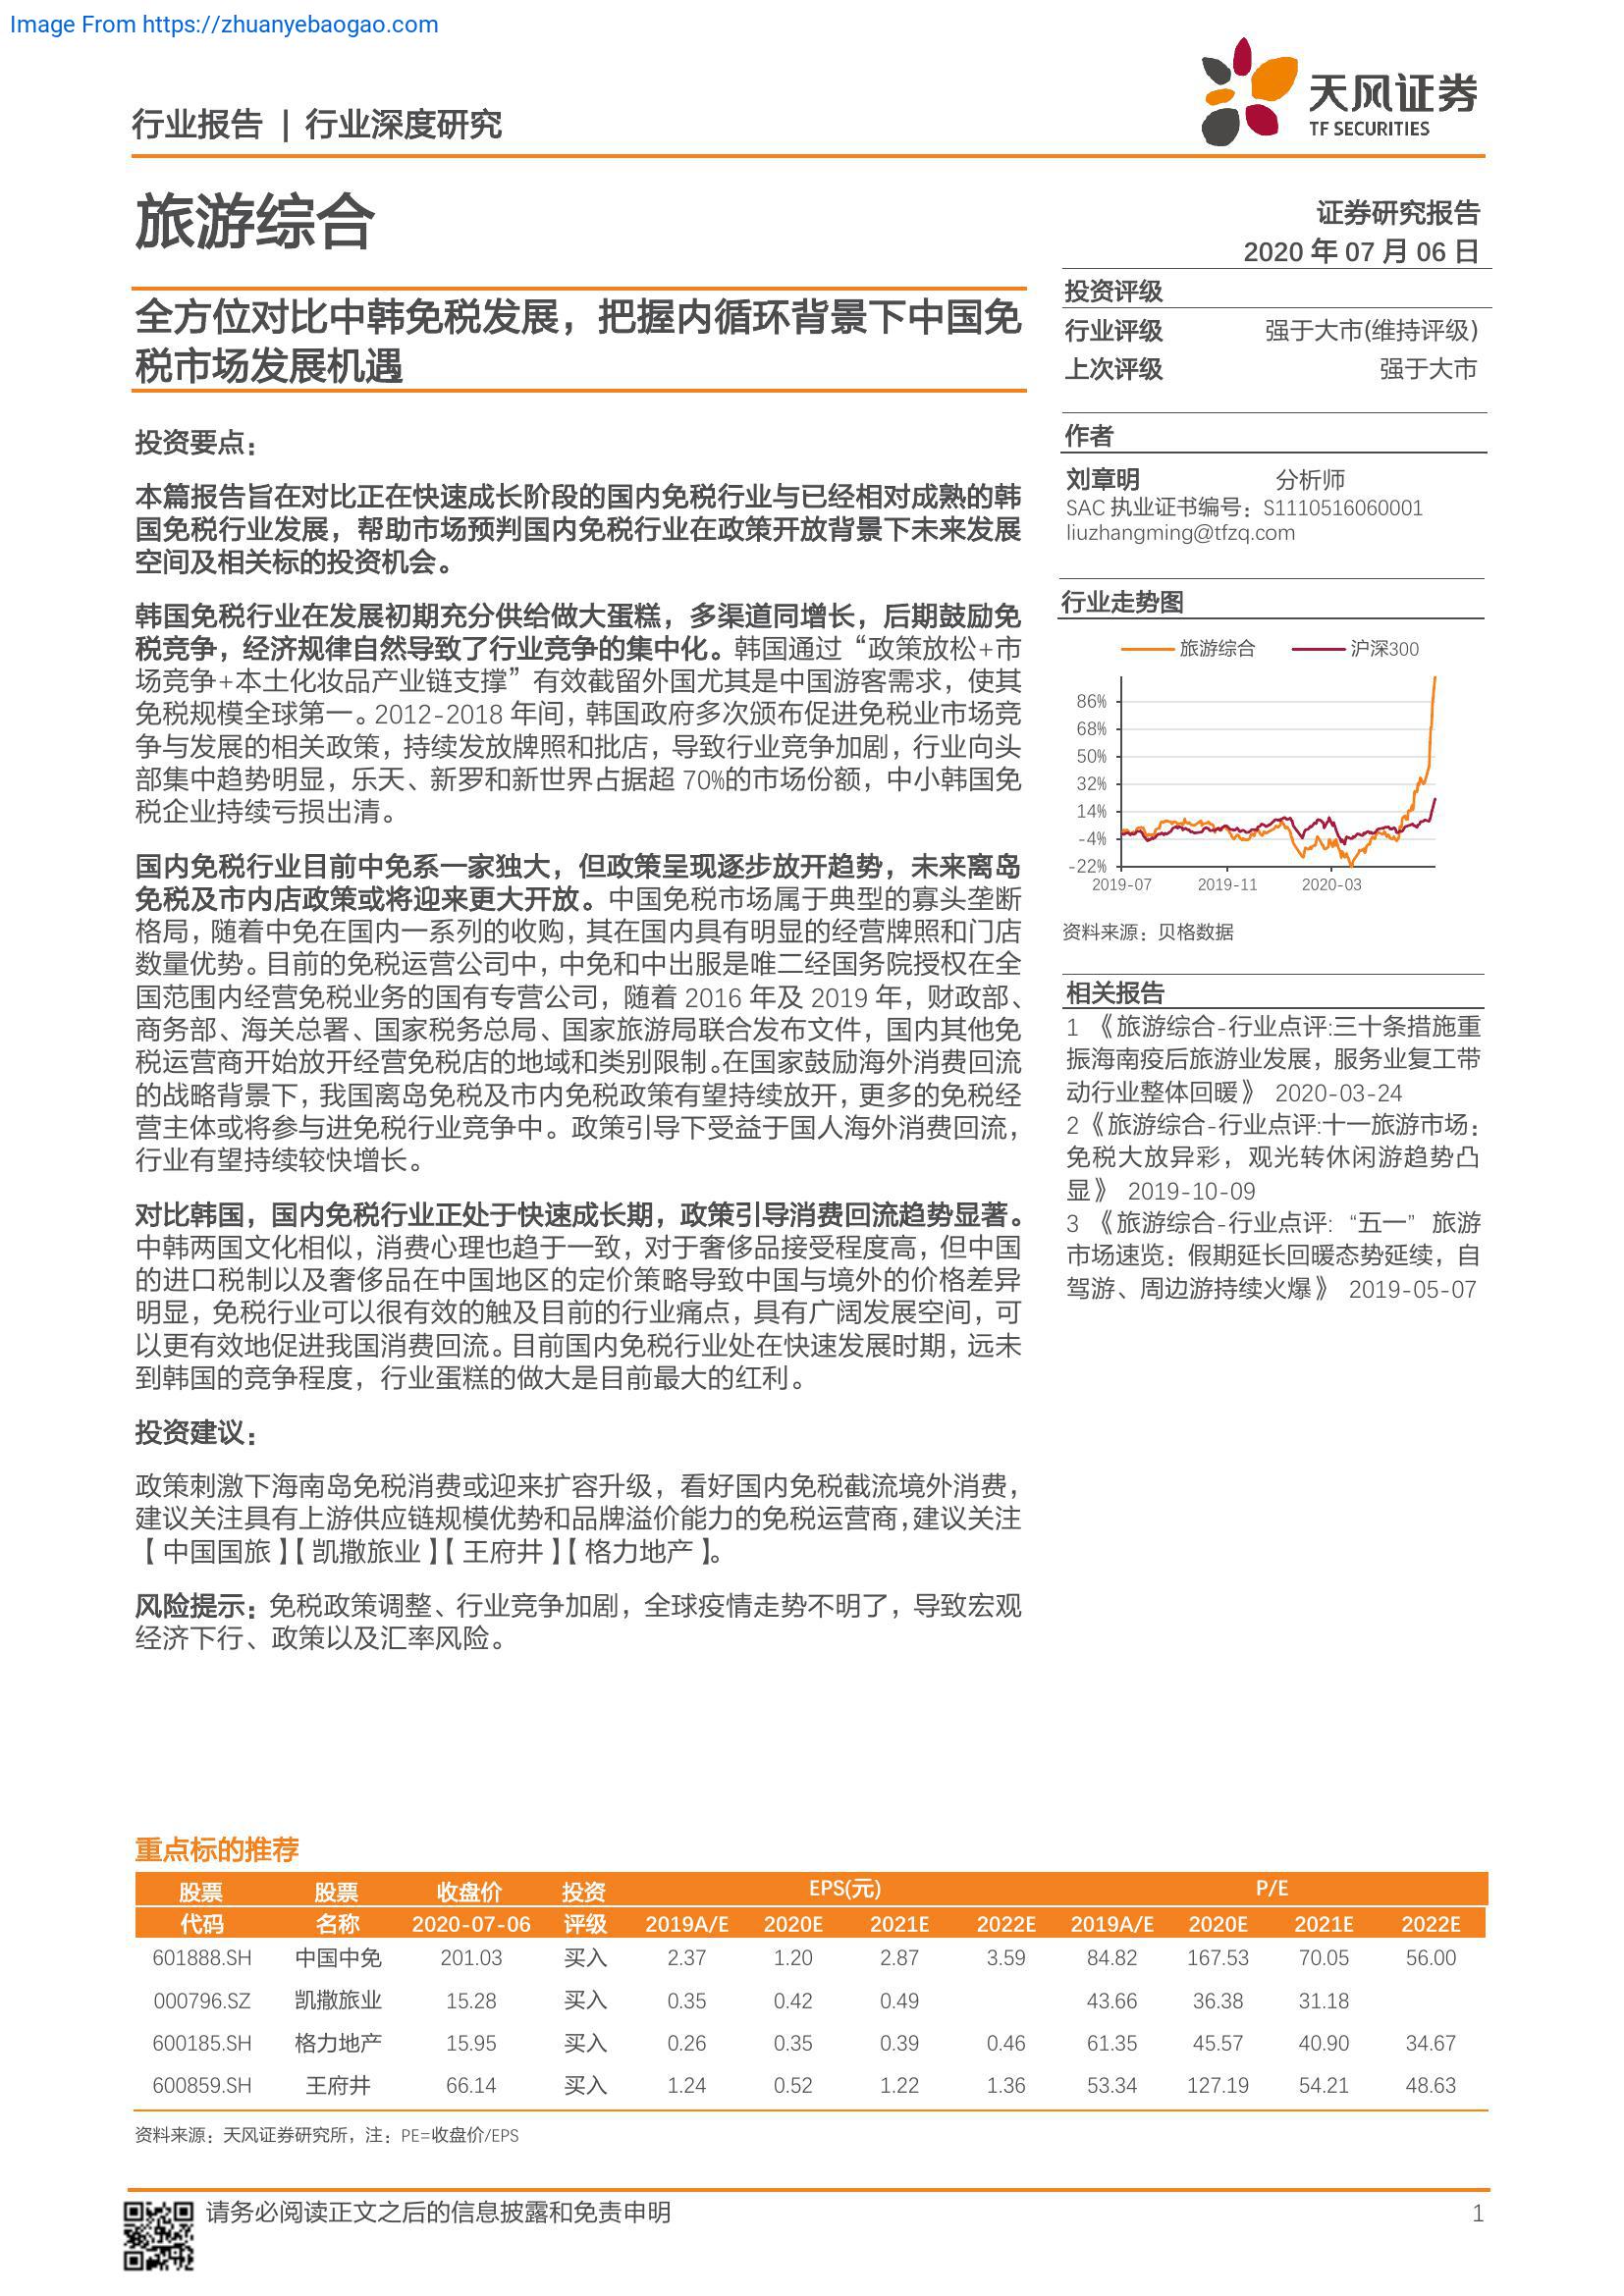 Image From https://zhuanyebaogao.com
行业报告 | 行业深度研究
天风证券
TF SECURITIES
旅游综合
证券研究报告
2020 年 07 月 06 日
全方位对比中韩免税发展，把握内循环背景下中国免
税市场发展机遇
投资要点：
本篇报告旨在对比正在快速成长阶段的国内免税行业与已经相对成熟的韩
国免税行业发展，帮助市场预判国内免税行业在政策开放背景下未来发展
空间及相关标的投资机会。
韩国免税行业在发展初期充分供给做大蛋糕，多渠道同增长，后期鼓励免
税竞争，经济规律自然导致了行业竞争的集中化。韩国通过“政策放松+市
场竞争+本土化妆品产业链支撑”有效截留外国尤其是中国游客需求，使其
免税规模全球第一。2012-2018 年间，韩国政府多次颁布促进免税业市场竞
争与发展的相关政策，持续发放牌照和批店，导致行业竞争加剧，行业向头
部集中趋势明显，乐天、新罗和新世界占据超 70%的市场份额，中小韩国免
税企业持续亏损出清。
国内免税行业目前中免系一家独大，但政策呈现逐步放开趋势，未来离岛
免税及市内店政策或将迎来更大开放。中国免税市场属于典型的寡头垄断
格局，随着中免在国内一系列的收购，其在国内具有明显的经营牌照和门店
数量优势。目前的免税运营公司中，中免和中出服是唯二经国务院授权在全
国范围内经营免税业务的国有专营公司，随着 2016 年及 2019 年，财政部、
商务部、海关总署、国家税务总局、国家旅游局联合发布文件，国内其他免
税运营商开始放开经营免税店的地域和类别限制。在国家鼓励海外消费回流
的战略背景下，我国离岛免税及市内免税政策有望持续放开，更多的免税经
营主体或将参与进免税行业竞争中。政策引导下受益于国人海外消费回流，
行业有望持续较快增长。
对比韩国，国内免税行业正处于快速成长期，政策引导消费回流趋势显著。
中韩两国文化相似，消费心理也趋于一致，对于奢侈品接受程度高，但中国
的进口税制以及奢侈品在中国地区的定价策略导致中国与境外的价格差异
明显，免税行业可以很有效的触及目前的行业痛点，具有广阔发展空间，可
以更有效地促进我国消费回流。目前国内免税行业处在快速发展时期，远未
到韩国的竞争程度，行业蛋糕的做大是目前最大的红利。
投资建议：
政策刺激下海南岛免税消费或迎来扩容升级，看好国内免税截流境外消费，
建议关注具有上游供应链规模优势和品牌溢价能力的免税运营商，建议关注
【中国国旅】【凯撒旅业】【王府井】【格力地产】。
风险提示：免税政策调整、行业竞争加剧，全球疫情走势不明了，导致宏观
经济下行、政策以及汇率风险。
投资评级
行业评级 强于大市(维持评级)
上次评级 强于大市
作者
刘章明 分析师
SAC 执业证书编号：S1110516060001
liuzhangming@tfzq.com
行业走势图
旅游综合 沪深300
86%
68%
50%
32%
14%
-4%
-22%
2019-07 2019-11 2020-03
资料来源：贝格数据
相关报告
1 《旅游综合-行业点评:三十条措施重
振海南疫后旅游业发展，服务业复工带
动行业整体回暖》 2020-03-24
2《旅游综合-行业点评:十一旅游市场：
免税大放异彩，观光转休闲游趋势凸
显》 2019-10-09
3 《旅游综合-行业点评: “五一” 旅游
市场速览：假期延长回暖态势延续，自
驾游、周边游持续火爆》 2019-05-07
重点标的推荐
股票 股票 收盘价 投资 EPS(元) P/E
代码 名称 2020-07-06 评级 2019A/E 2020E 2021E 2022E 2019A/E 2020E 2021E 2022E
601888.SH 中国中免 201.03 买入 2.37 1.20 2.87 3.59 84.82 167.53 70.05 56.00
000796.SZ 凯撒旅业 15.28 买入 0.35 0.42 0.49 43.66 36.38 31.18
600185.SH 格力地产 15.95 买入 0.26 0.35 0.39 0.46 61.35 45.57 40.90 34.67
600859.SH 王府井 66.14 买入 1.24 0.52 1.22 1.36 53.34 127.19 54.21 48.63
资料来源：天风证券研究所，注：PE=收盘价/EPS
请务必阅读正文之后的信息披露和免责申明 1